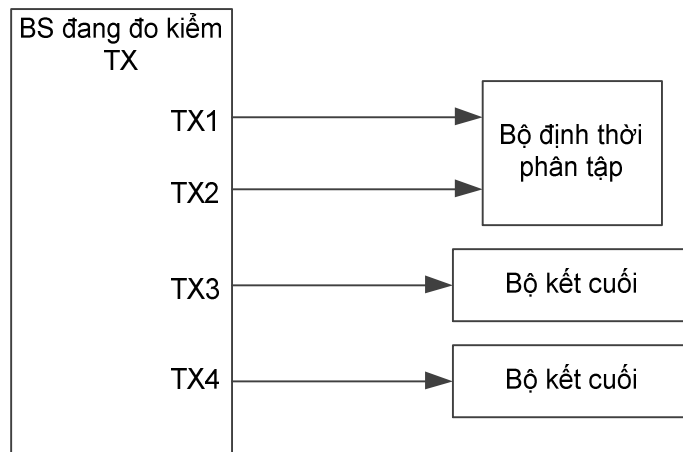 BS đang đo kiểm
TX
TX1
TX2
TX3
TX4
Bộ định thời
phân tập
Bộ kết cuối
Bộ kết cuối